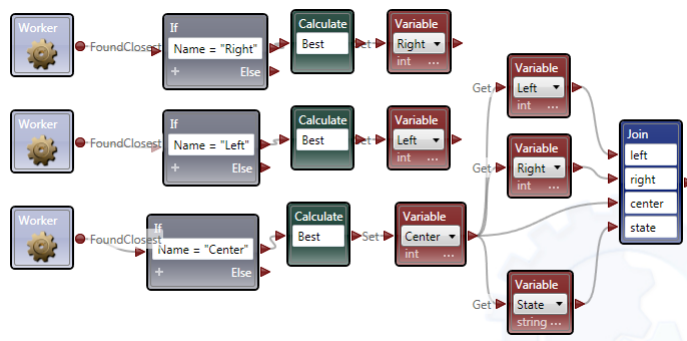 Worker
FoundClosest
If
Name = "Right"
+ Else
Calculate
Best
Set
Variable
Right
int ...
Worker
FoundClosest
If
Name = "Left"
+ Else
Calculate
Best
Set
Variable
Left
int ...
Worker
FoundClosest
If
Name = "Center"
+ Else
Calculate
Best
Set
Variable
Center
int ...
Get
Variable
Left
int ...
Get
Variable
Right
int ...
Get
Variable
State
string ...
Join
left
right
center
state